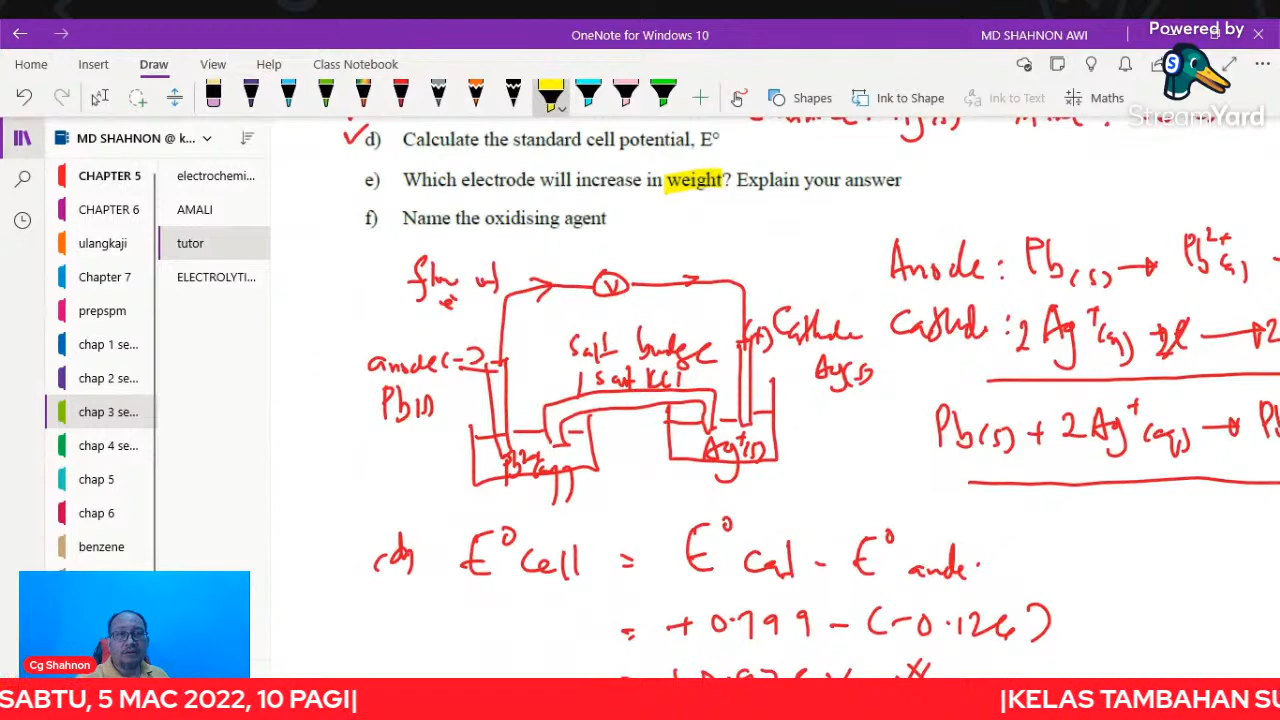 OneNote for Windows 10
MD SHAHNON AWI
Powered by
StreamYard
Home Insert Draw View Help Class Notebook
Shapes Ink to Shape Ink to Text Maths
MD SHAHNON @ k...
CHAPTER 5
CHAPTER 6
ulangkaji
Chapter 7
prepspm
chap 1 se...
chap 2 se...
chap 3 se...
chap 4 se...
chap 5
chap 6
benzene
electrochemi...
AMALI
tutor
ELECTROLYTI...
d) Calculate the standard cell potential, E°
e) Which electrode will increase in weight? Explain your answer
f) Name the oxidising agent
flow of
e⁻
V
anode (-)
Pb(s)
Salt bridge
sat KCl
(+) Cathode
Ag(s)
Pb²⁺(aq)
Ag⁺(s)
Anode : Pb(s) → Pb²⁺(aq)
Cathode : 2Ag⁺(aq) + 2e → 2
Pb(s) + 2Ag⁺(aq) → Pb
(d) E° cell = E° cat - E° anode.
= +0.799 - (-0.126)
Cg Shahnon
SABTU, 5 MAC 2022, 10 PAGI| |KELAS TAMBAHAN SU